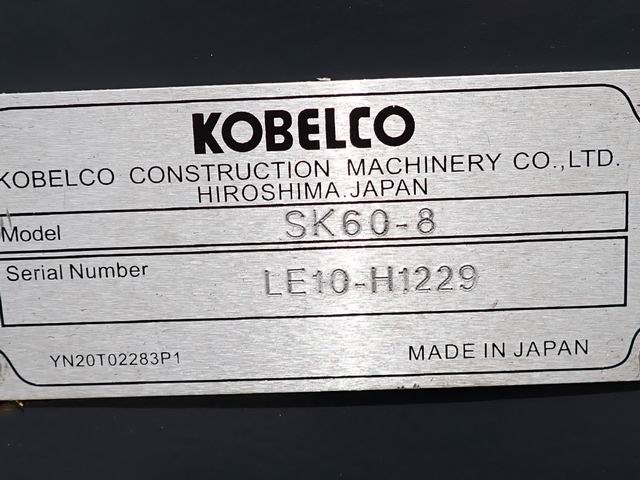 KOBELCO
KOBELCO CONSTRUCTION MACHINERY CO.,LTD.
HIROSHIMA.JAPAN
Model SK60-8
Serial Number LE10-H1229
YN20T02283P1 MADE IN JAPAN